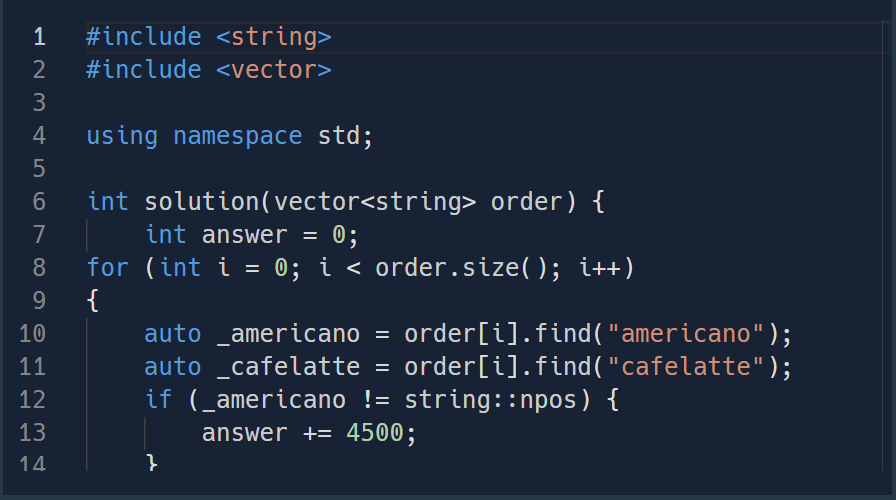 1 #include <string>
2 #include <vector>
3
4 using namespace std;
5
6 int solution(vector<string> order) {
7     int answer = 0;
8 for (int i = 0; i < order.size(); i++)
9 {
10     auto _americano = order[i].find("americano");
11     auto _cafelatte = order[i].find("cafelatte");
12     if (_americano != string::npos) {
13         answer += 4500;
14     }